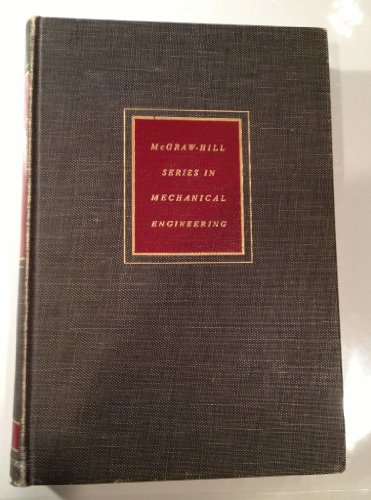 McGRAW-HILL
SERIES IN
MECHANICAL
ENGINEERING